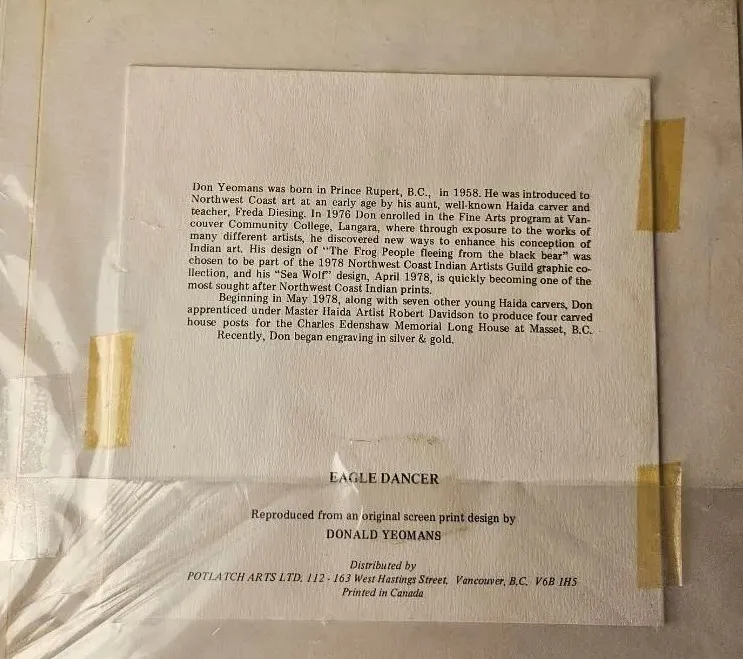 Don Yeomans was born in Prince Rupert, B.C., in 1958. He was introduced to
Northwest Coast art at an early age by his aunt, well-known Haida carver and
teacher, Freda Diesing. In 1976 Don enrolled in the Fine Arts program at Van-
couver Community College, Langara, where through exposure to the works of
many different artists, he discovered new ways to enhance his conception of
Indian art. His design of "The Frog People fleeing from the black bear" was
chosen to be part of the 1978 Northwest Coast Indian Artists Guild graphic co-
llection, and his "Sea Wolf" design, April 1978, is quickly becoming one of the
most sought after Northwest Coast Indian prints.
Beginning in May 1978, along with seven other young Haida carvers, Don
apprenticed under Master Haida Artist Robert Davidson to produce four carved
house posts for the Charles Edenshaw Memorial Long House at Masset, B.C.
Recently, Don began engraving in silver & gold.
EAGLE DANCER
Reproduced from an original screen print design by
DONALD YEOMANS
Distributed by
POTLATCH ARTS LTD. 112 - 163 West Hastings Street. Vancouver, B.C. V6B 1H5
Printed in Canada